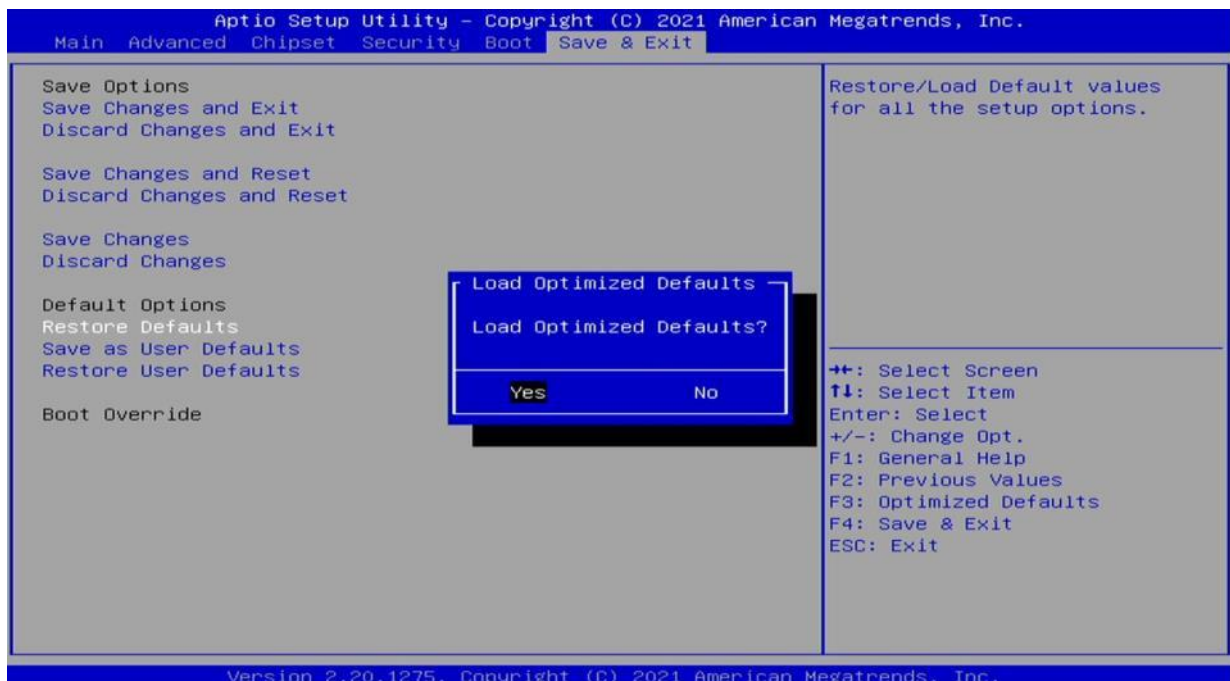 Aptio Setup Utility – Copyright (C) 2021 American Megatrends, Inc.
Main Advanced Chipset Security Boot Save & Exit
Save Options
Save Changes and Exit
Discard Changes and Exit
Save Changes and Reset
Discard Changes and Reset
Save Changes
Discard Changes
Default Options
Restore Defaults
Save as User Defaults
Restore User Defaults
Boot Override
Load Optimized Defaults
Load Optimized Defaults?
Yes No
Restore/Load Default values
for all the setup options.
→←: Select Screen
↑↓: Select Item
Enter: Select
+/-: Change Opt.
F1: General Help
F2: Previous Values
F3: Optimized Defaults
F4: Save & Exit
ESC: Exit
Version 2.20.1275. Copyright (C) 2021 American Megatrends, Inc.